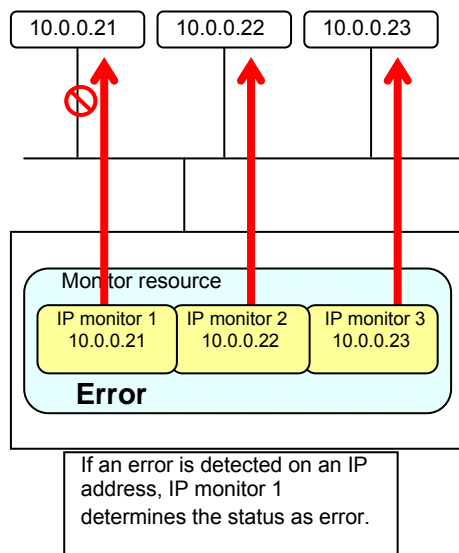 10.0.0.21
10.0.0.22
10.0.0.23
Monitor resource
IP monitor 1
10.0.0.21
IP monitor 2
10.0.0.22
IP monitor 3
10.0.0.23
Error
If an error is detected on an IP
address, IP monitor 1
determines the status as error.